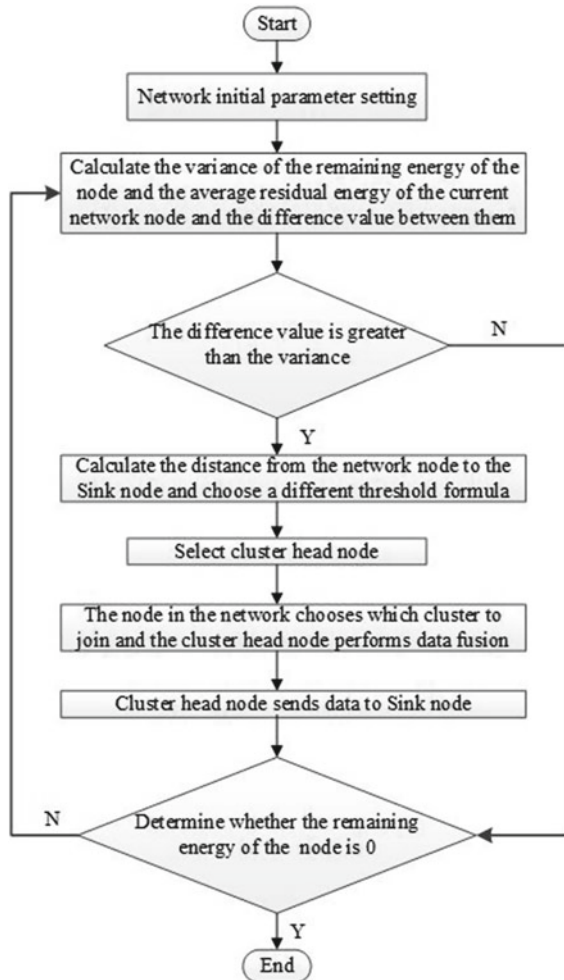 Start
Network initial parameter setting
Calculate the variance of the remaining energy of the
node and the average residual energy of the current
network node and the difference value between them
The difference value is greater
than the variance
N
Y
Calculate the distance from the network node to the
Sink node and choose a different threshold formula
Select cluster head node
The node in the network chooses which cluster to
join and the cluster head node performs data fusion
Cluster head node sends data to Sink node
N
Determine whether the remaining
energy of the node is 0
Y
End